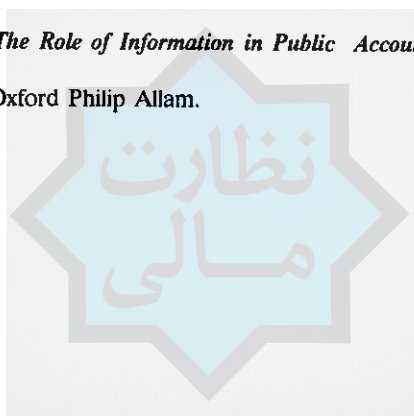 The Role of Information in Public Accou
Oxford Philip Allam.
نظارت
مالی